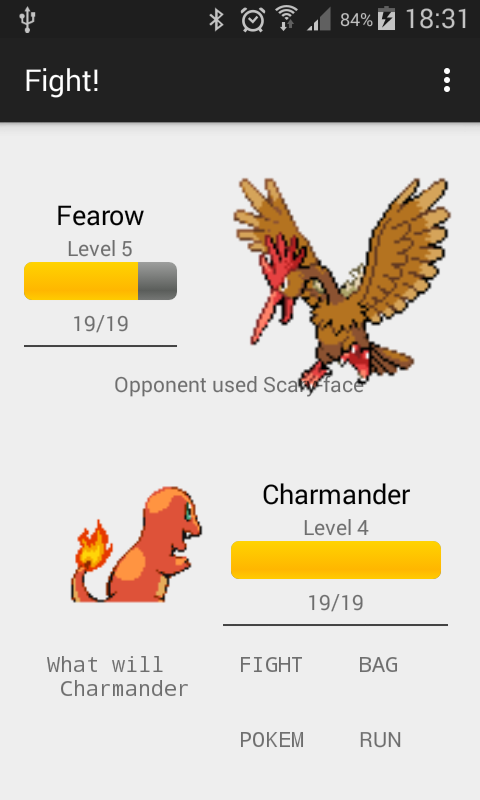 84% 18:31
Fight!
Fearow
Level 5
19/19
Opponent used Scary-face
Charmander
Level 4
19/19
What will
Charmander
FIGHT BAG
POKEM RUN